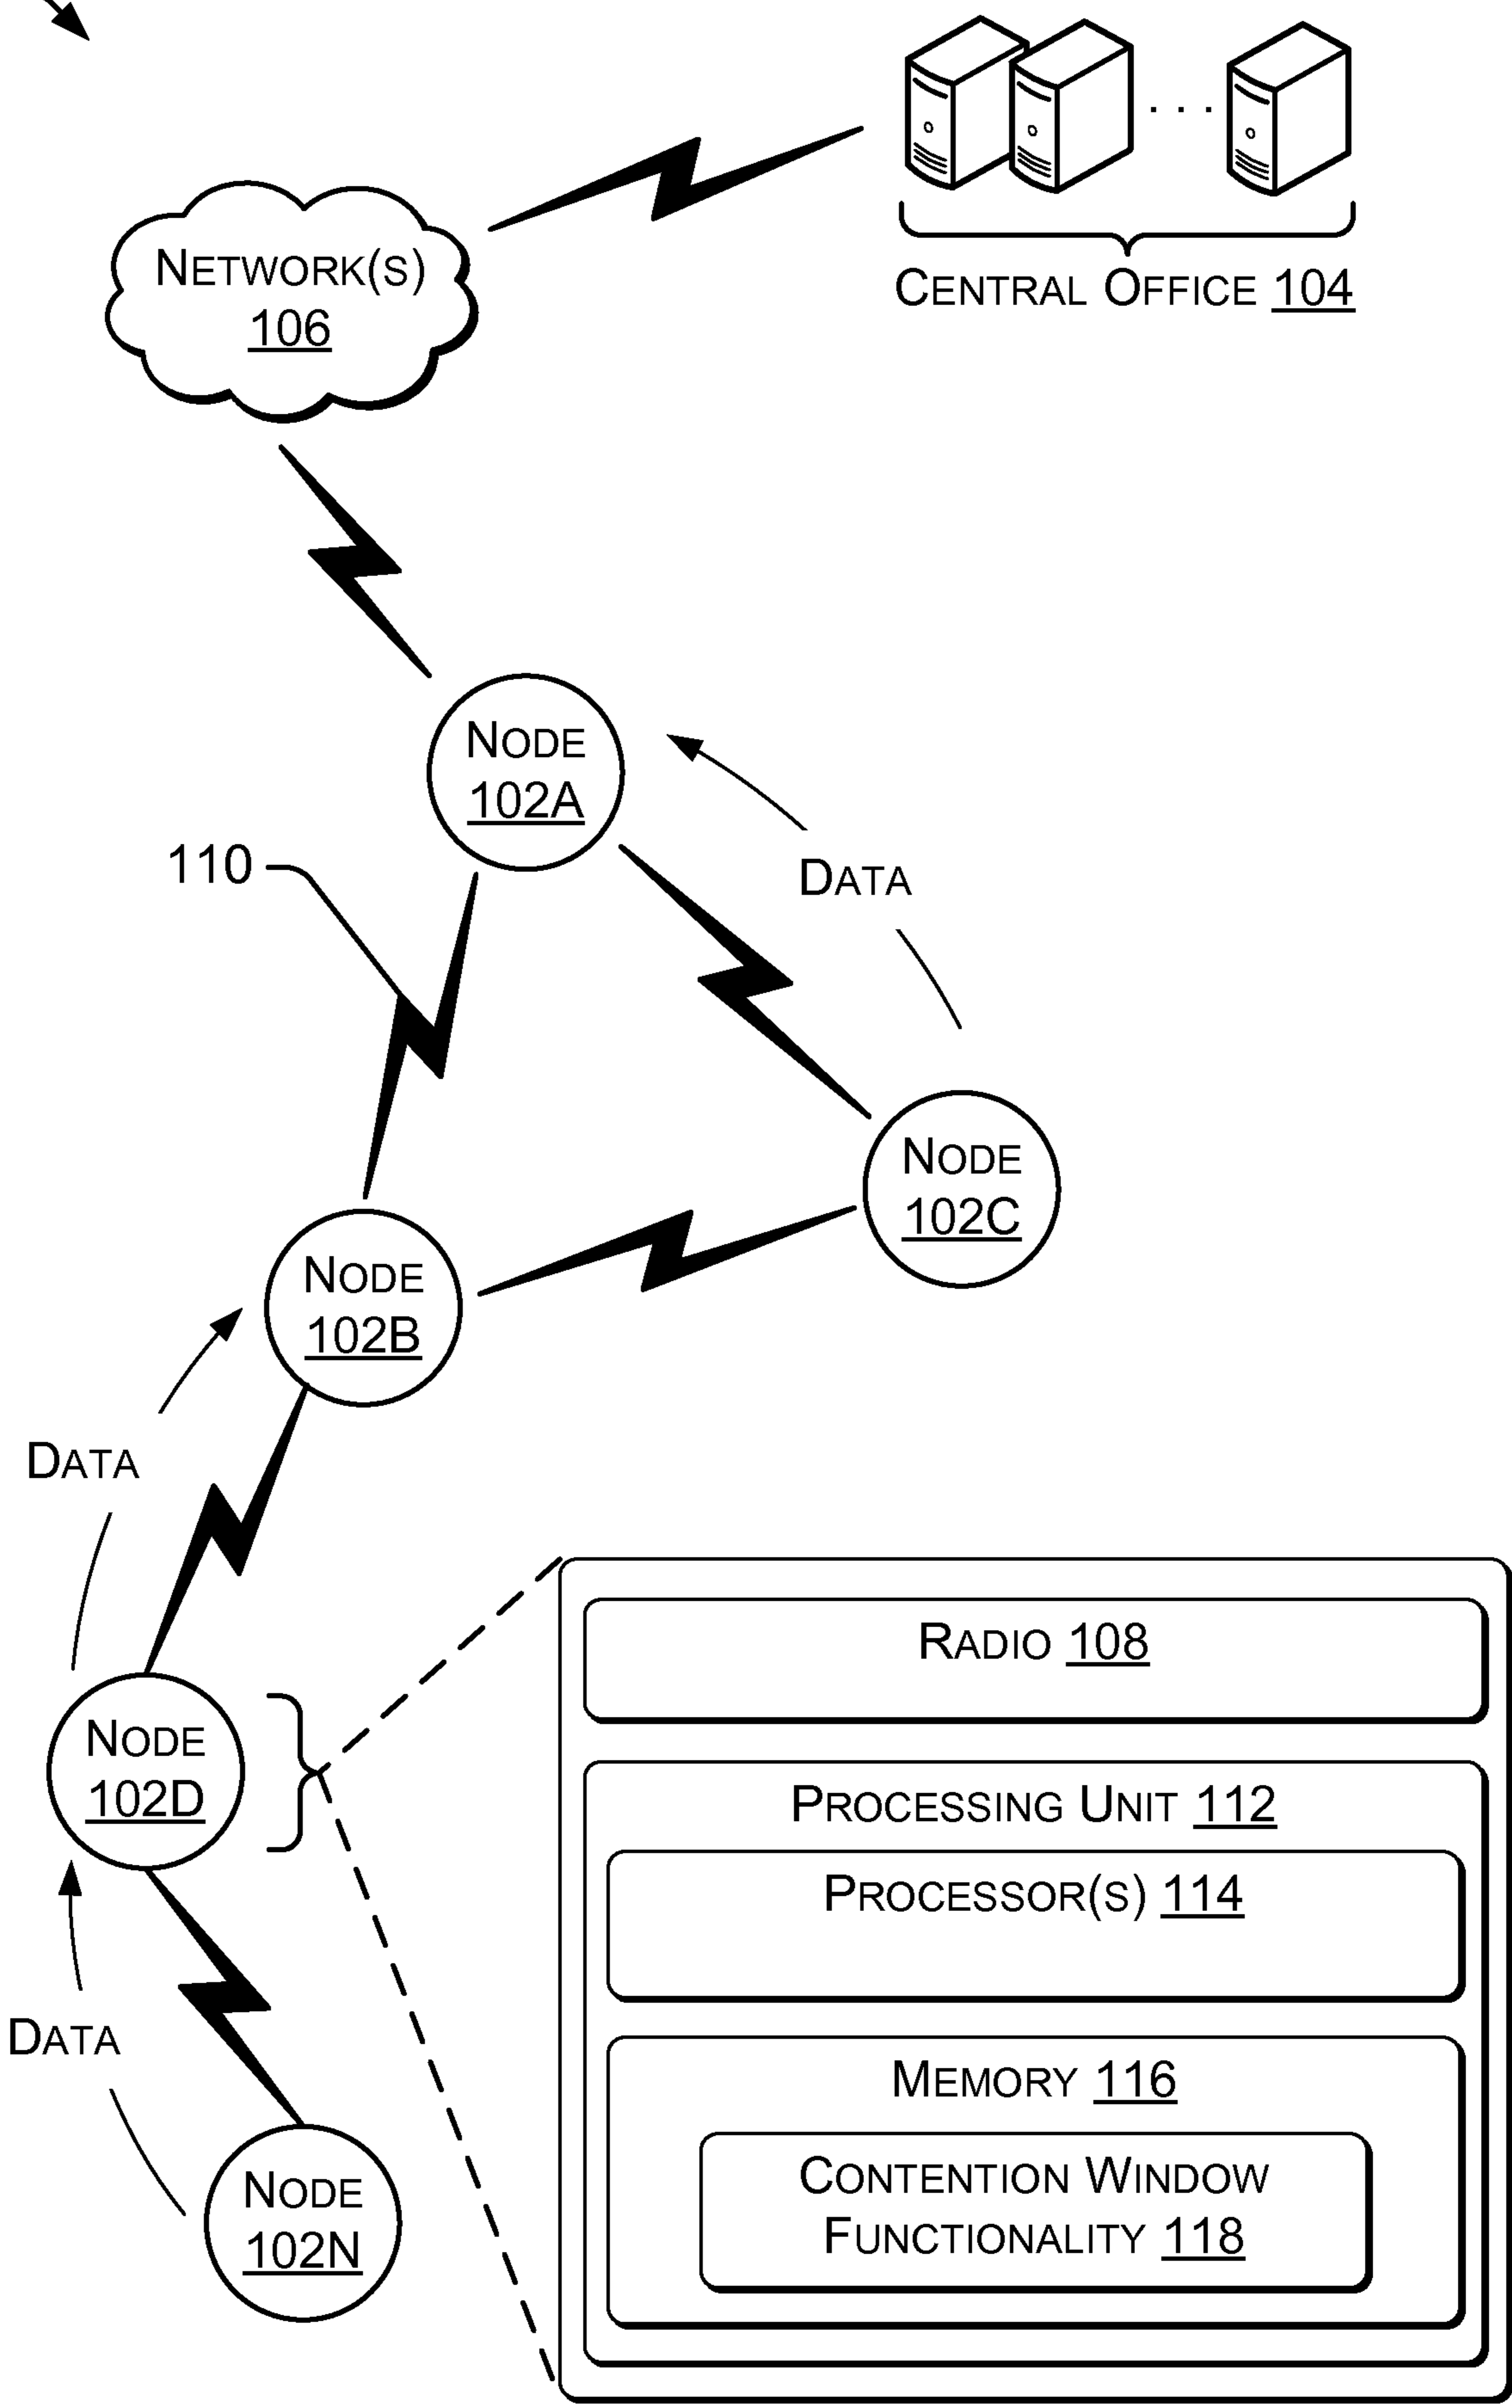 NETWORK(S)
106
CENTRAL OFFICE 104
. . .
NODE
102A
110
DATA
NODE
102C
NODE
102B
DATA
RADIO 108
NODE
102D
PROCESSING UNIT 112
PROCESSOR(S) 114
DATA
MEMORY 116
CONTENTION WINDOW
FUNCTIONALITY 118
NODE
102N